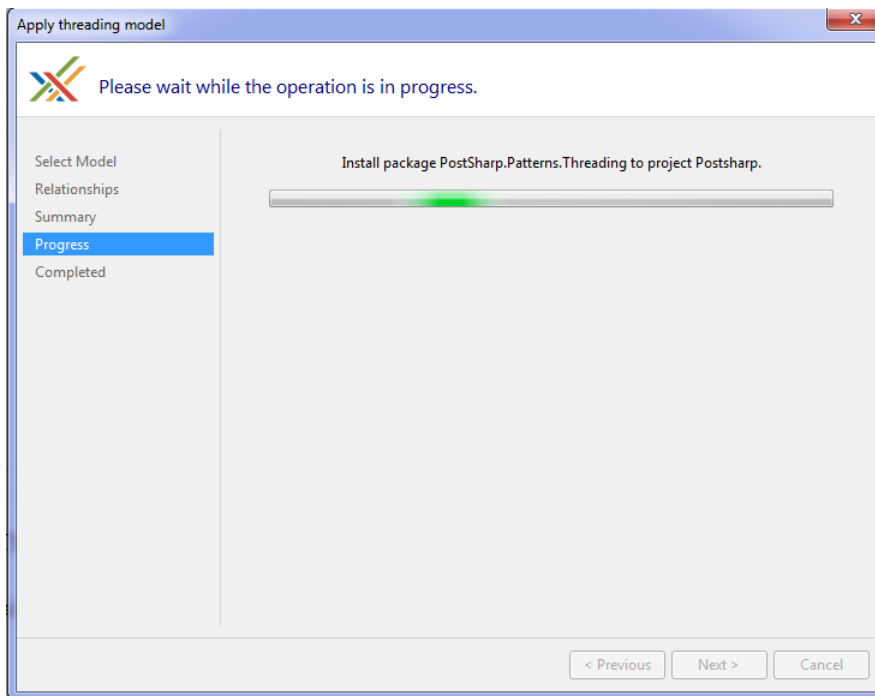 Apply threading model
Please wait while the operation is in progress.
Select Model
Relationships
Summary
Progress
Completed
Install package PostSharp.Patterns.Threading to project Postsharp.
< Previous
Next >
Cancel